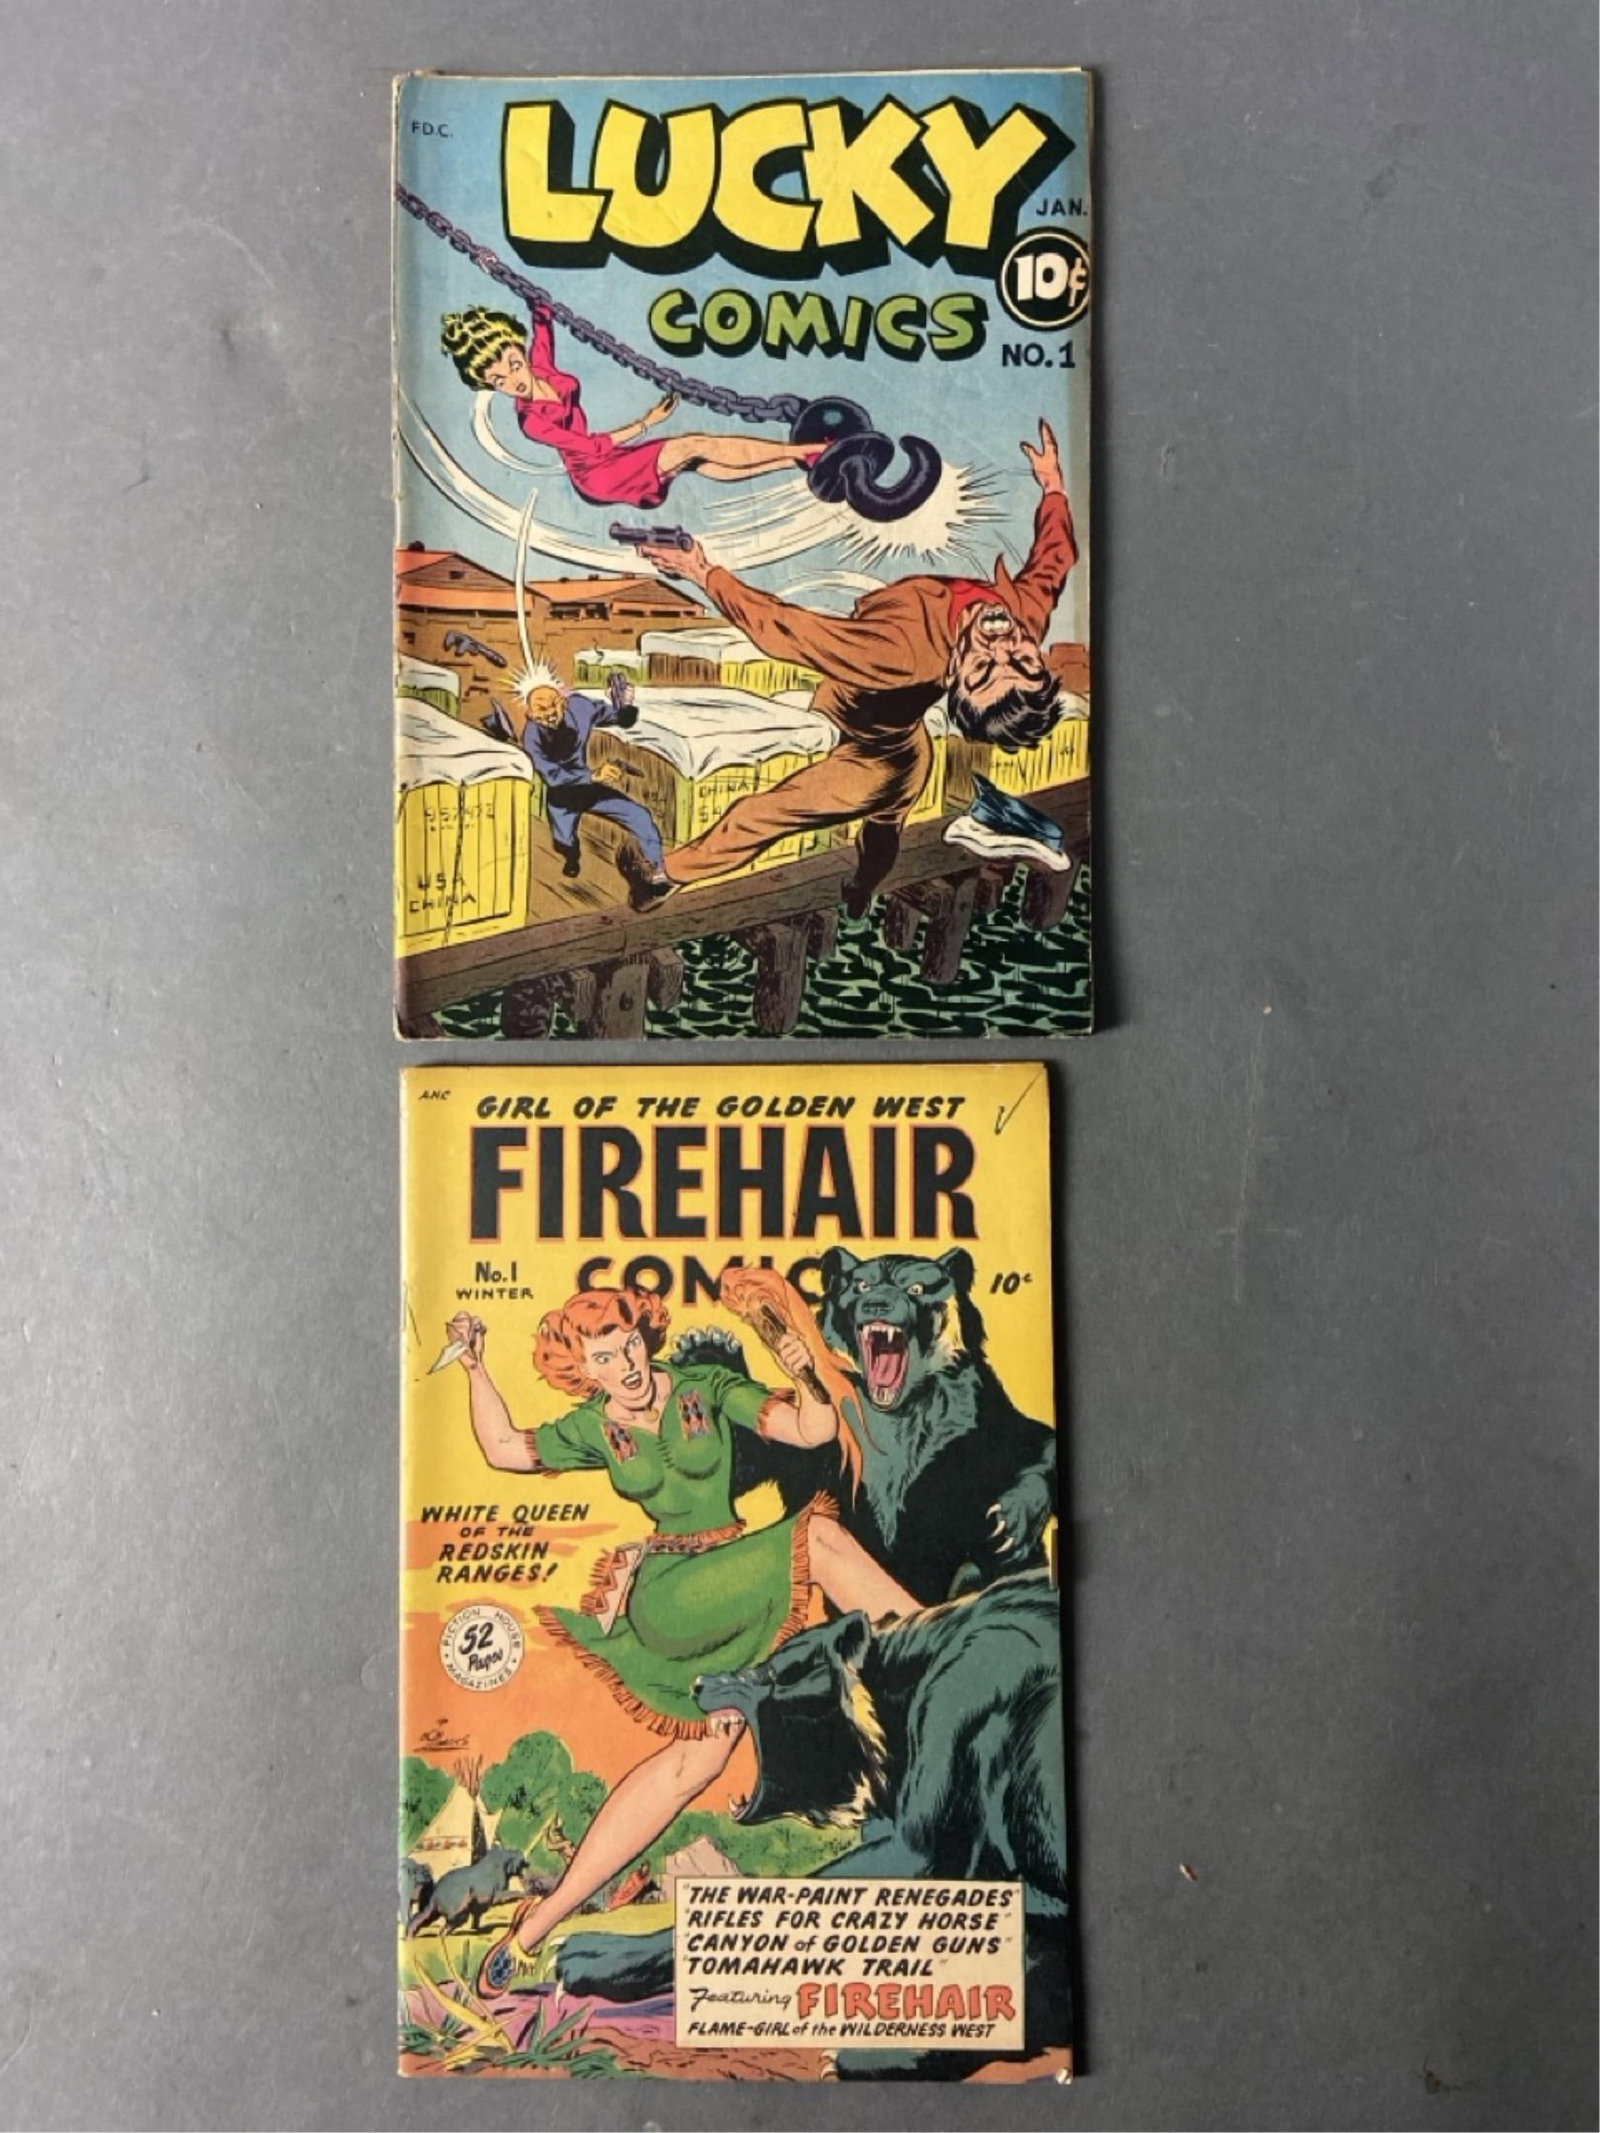 F.D.C.
LUCKY
JAN.
10¢
COMICS
NO. 1
CHINA
USA
CHINA
A.H.C
GIRL OF THE GOLDEN WEST
FIREHAIR
COMIC
No. 1
WINTER
10¢
WHITE QUEEN
OF THE
REDSKIN
RANGES!
FICTION HOUSE
52
Pages
MAGAZINES
"THE WAR-PAINT RENEGADES"
"RIFLES FOR CRAZY HORSE"
"CANYON of GOLDEN GUNS"
"TOMAHAWK TRAIL"
Featuring FIREHAIR
FLAME-GIRL of the WILDERNESS WEST